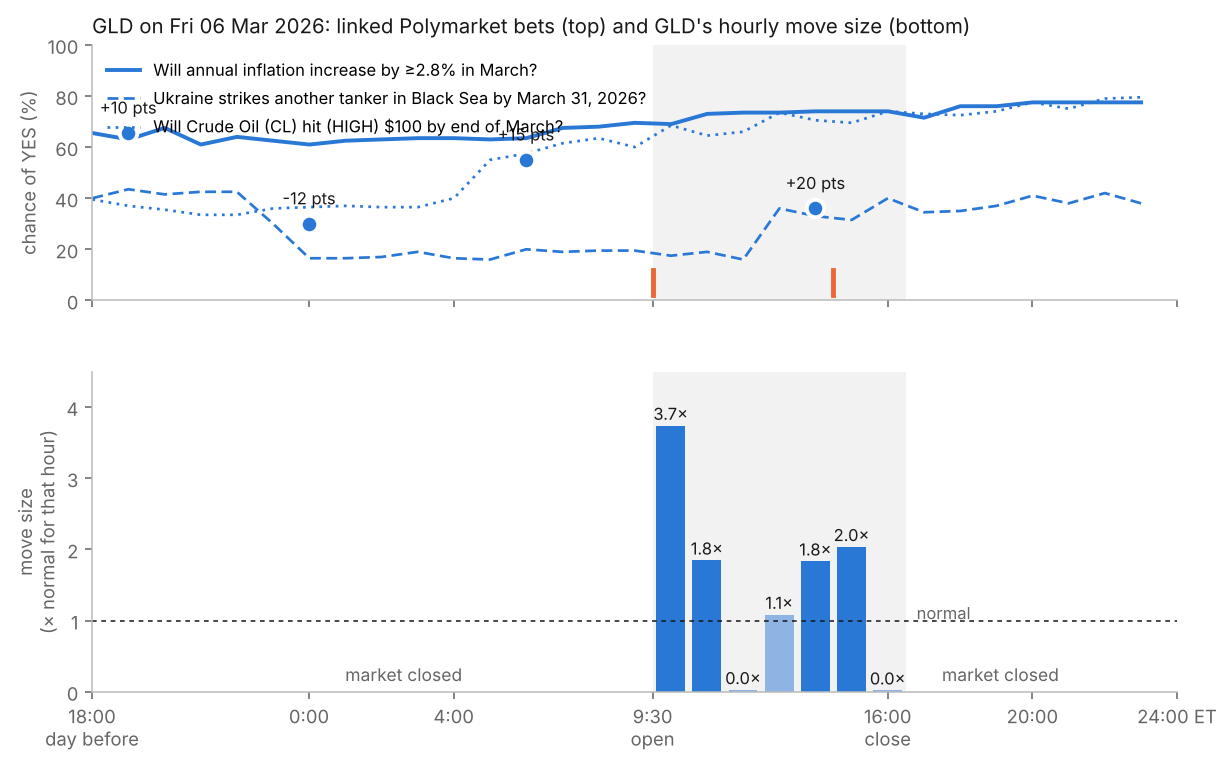 GLD on Fri 06 Mar 2026: linked Polymarket bets (top) and GLD's hourly move size (bottom)
chance of YES (%)
100
80
60
40
20
0
Will annual inflation increase by ≥2.8% in March?
Ukraine strikes another tanker in Black Sea by March 31, 2026?
Will Crude Oil (CL) hit (HIGH) $100 by end of March?
+10 pts
-12 pts
+15 pts
+20 pts
move size
(× normal for that hour)
4
3
2
1
0
3.7×
1.8×
0.0×
1.1×
1.8×
2.0×
0.0×
normal
market closed
market closed
18:00
day before
0:00
4:00
9:30
open
16:00
close
20:00
24:00 ET